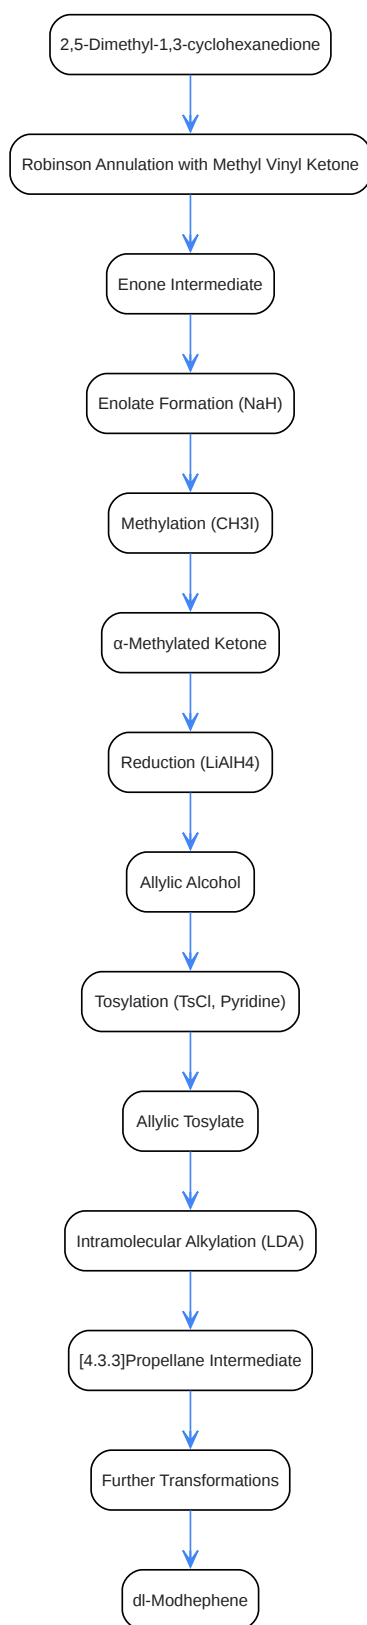 2,5-Dimethyl-1,3-cyclohexanedione
Robinson Annulation with Methyl Vinyl Ketone
Enone Intermediate
Enolate Formation (NaH)
Methylation (CH3I)
α-Methylated Ketone
Reduction (LiAlH4)
Allylic Alcohol
Tosylation (TsCl, Pyridine)
Allylic Tosylate
Intramolecular Alkylation (LDA)
[4.3.3]Propellane Intermediate
Further Transformations
dl-Modhephene